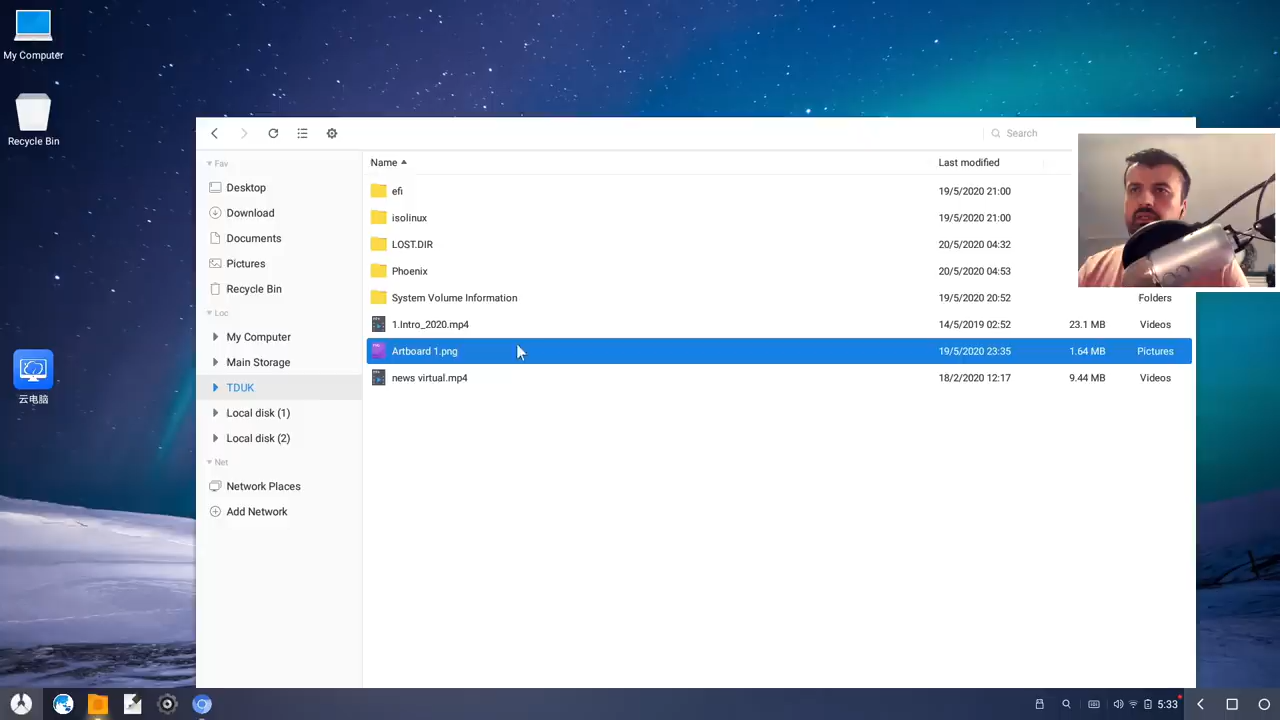 My Computer
Recycle Bin
云电脑
Search
Fav
Desktop
Download
Documents
Pictures
Recycle Bin
Loc
My Computer
Main Storage
TDUK
Local disk (1)
Local disk (2)
Net
Network Places
Add Network
Name Last modified
efi 19/5/2020 21:00
isolinux 19/5/2020 21:00
LOST.DIR 20/5/2020 04:32
Phoenix 20/5/2020 04:53
System Volume Information 19/5/2020 20:52 Folders
1.Intro_2020.mp4 14/5/2019 02:52 23.1 MB Videos
Artboard 1.png 19/5/2020 23:35 1.64 MB Pictures
news virtual.mp4 18/2/2020 12:17 9.44 MB Videos
5:33